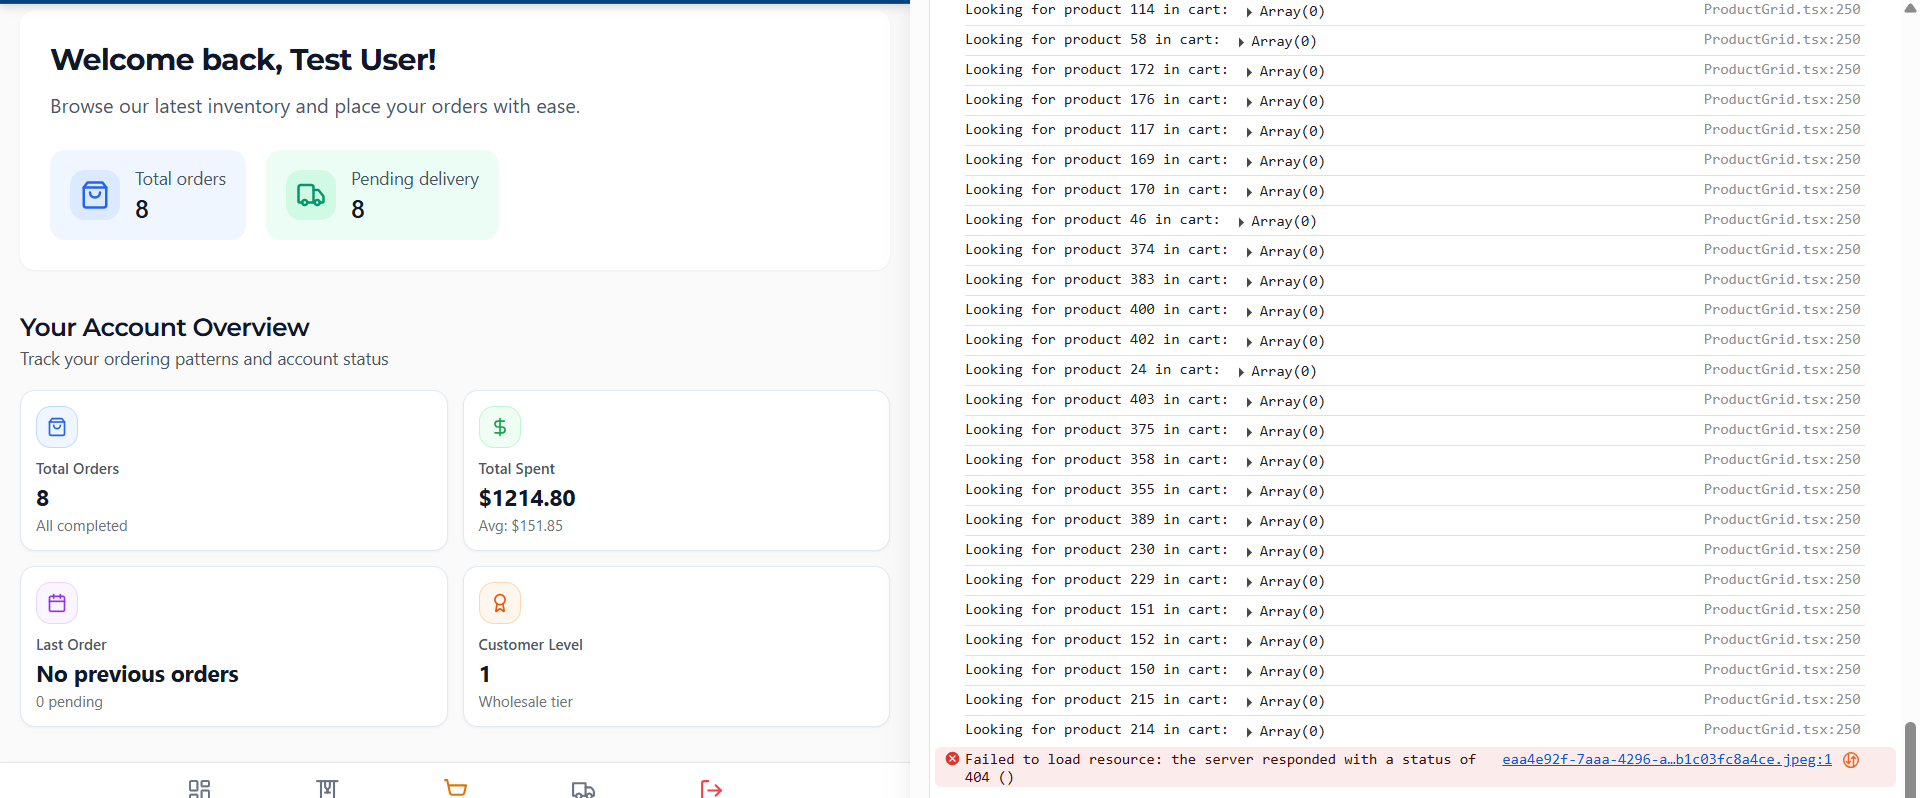 Welcome back, Test User!
Browse our latest inventory and place your orders with ease.
Total orders
8
Pending delivery
8
Your Account Overview
Track your ordering patterns and account status
Total Orders
8
All completed
Total Spent
$1214.80
Avg: $151.85
Last Order
No previous orders
0 pending
Customer Level
1
Wholesale tier
Looking for product 114 in cart: Array(0) ProductGrid.tsx:250
Looking for product 58 in cart: Array(0) ProductGrid.tsx:250
Looking for product 172 in cart: Array(0) ProductGrid.tsx:250
Looking for product 176 in cart: Array(0) ProductGrid.tsx:250
Looking for product 117 in cart: Array(0) ProductGrid.tsx:250
Looking for product 169 in cart: Array(0) ProductGrid.tsx:250
Looking for product 170 in cart: Array(0) ProductGrid.tsx:250
Looking for product 46 in cart: Array(0) ProductGrid.tsx:250
Looking for product 374 in cart: Array(0) ProductGrid.tsx:250
Looking for product 383 in cart: Array(0) ProductGrid.tsx:250
Looking for product 400 in cart: Array(0) ProductGrid.tsx:250
Looking for product 402 in cart: Array(0) ProductGrid.tsx:250
Looking for product 24 in cart: Array(0) ProductGrid.tsx:250
Looking for product 403 in cart: Array(0) ProductGrid.tsx:250
Looking for product 375 in cart: Array(0) ProductGrid.tsx:250
Looking for product 358 in cart: Array(0) ProductGrid.tsx:250
Looking for product 355 in cart: Array(0) ProductGrid.tsx:250
Looking for product 389 in cart: Array(0) ProductGrid.tsx:250
Looking for product 230 in cart: Array(0) ProductGrid.tsx:250
Looking for product 229 in cart: Array(0) ProductGrid.tsx:250
Looking for product 151 in cart: Array(0) ProductGrid.tsx:250
Looking for product 152 in cart: Array(0) ProductGrid.tsx:250
Looking for product 150 in cart: Array(0) ProductGrid.tsx:250
Looking for product 215 in cart: Array(0) ProductGrid.tsx:250
Looking for product 214 in cart: Array(0) ProductGrid.tsx:250
Failed to load resource: the server responded with a status of eaa4e92f-7aaa-4296-a…b1c03fc8a4ce.jpeg:1
404 ()